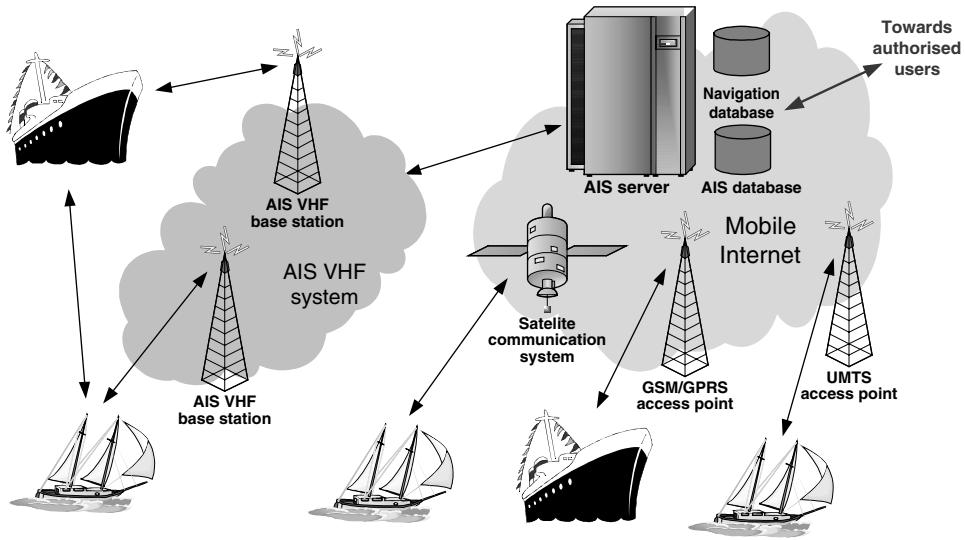 Towards
authorised
users
Navigation
database
AIS server
AIS database
AIS VHF
base station
Mobile
Internet
AIS VHF
system
Satelite
communication
system
GSM/GPRS
access point
UMTS
access point
AIS VHF
base station